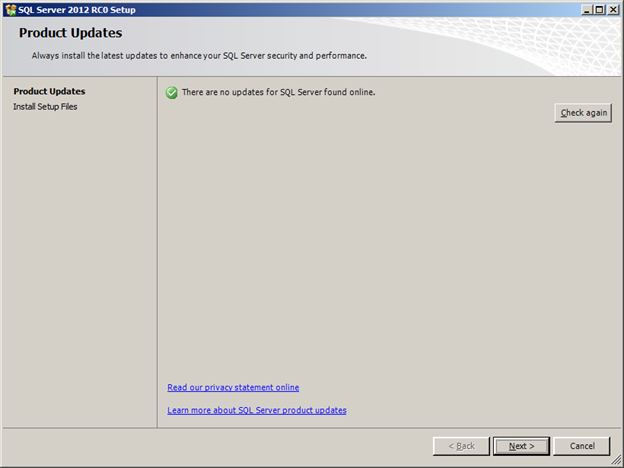 SQL Server 2012 RC0 Setup
Product Updates
Always install the latest updates to enhance your SQL Server security and performance.
Product Updates
Install Setup Files
There are no updates for SQL Server found online.
Check again
Read our privacy statement online
Learn more about SQL Server product updates
< Back
Next >
Cancel